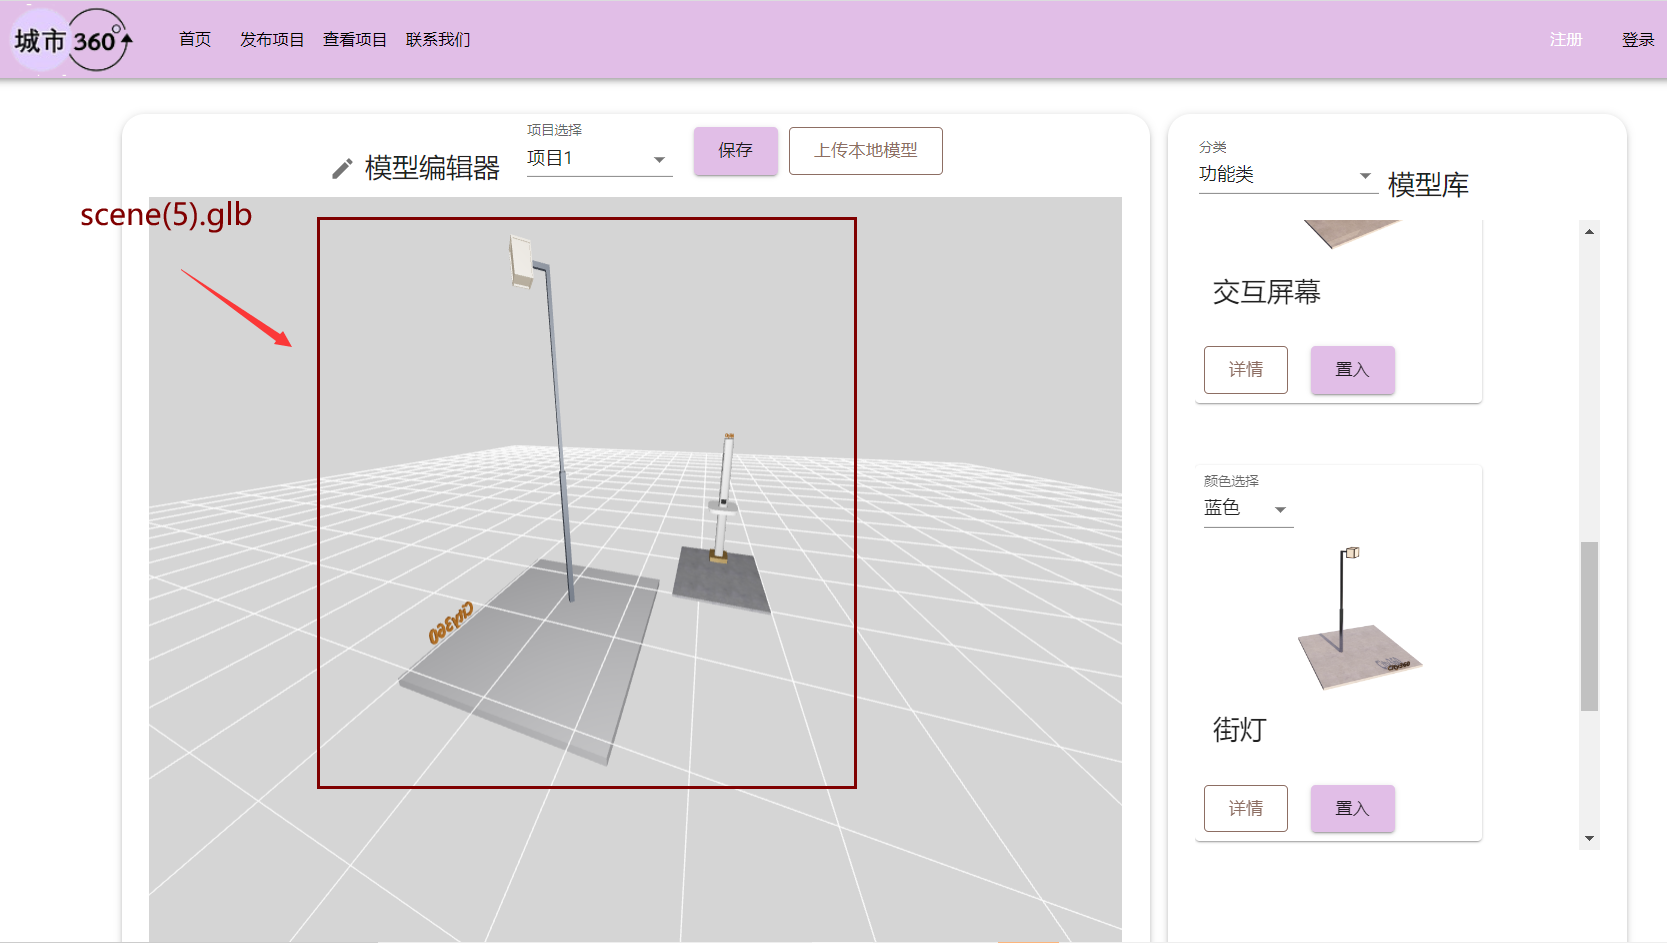 城市 360°
首页 发布项目 查看项目 联系我们 注册 登录
模型编辑器
项目选择
项目1
保存
上传本地模型
scene(5).glb
City360
分类
功能类
模型库
交互屏幕
详情 置入
颜色选择
蓝色
街灯
详情 置入